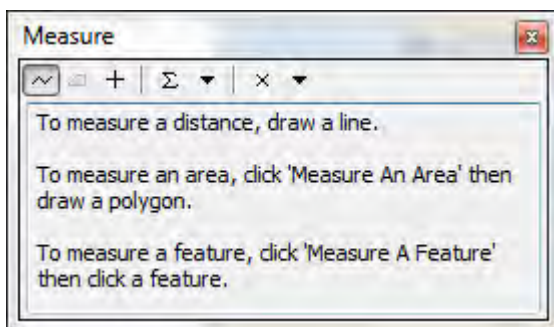 Measure
To measure a distance, draw a line.
To measure an area, click 'Measure An Area' then
draw a polygon.
To measure a feature, click 'Measure A Feature'
then click a feature.